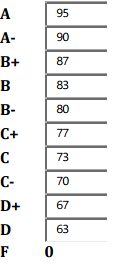 A 95
A- 90
B+ 87
B 83
B- 80
C+ 77
C 73
C- 70
D+ 67
D 63
F 0